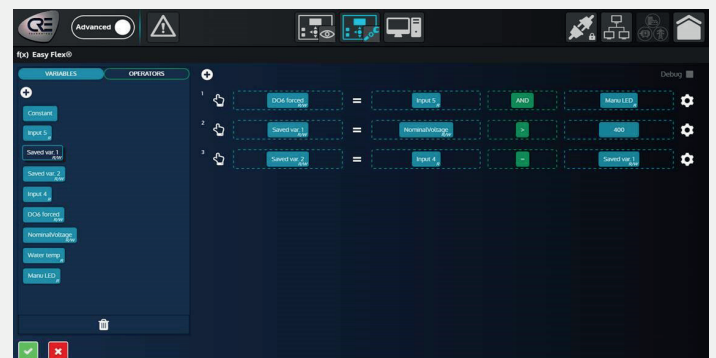 CRE
Advanced
f(x) Easy Flex®
VARIABLES OPERATORS
Debug
Constant
Input 5
R
Saved var. 1
R/W
Saved var. 2
R/W
Input 4
R
DO6 forced
R/W
NominalVoltage
R/W
Water temp
R
Manu LED
R
1 DO6 forced R/W = Input 5 R AND Manu LED R
2 Saved var. 1 R/W = NominalVoltage R/W > 400
3 Saved var. 2 R/W = Input 4 R - Saved var. 1 R/W